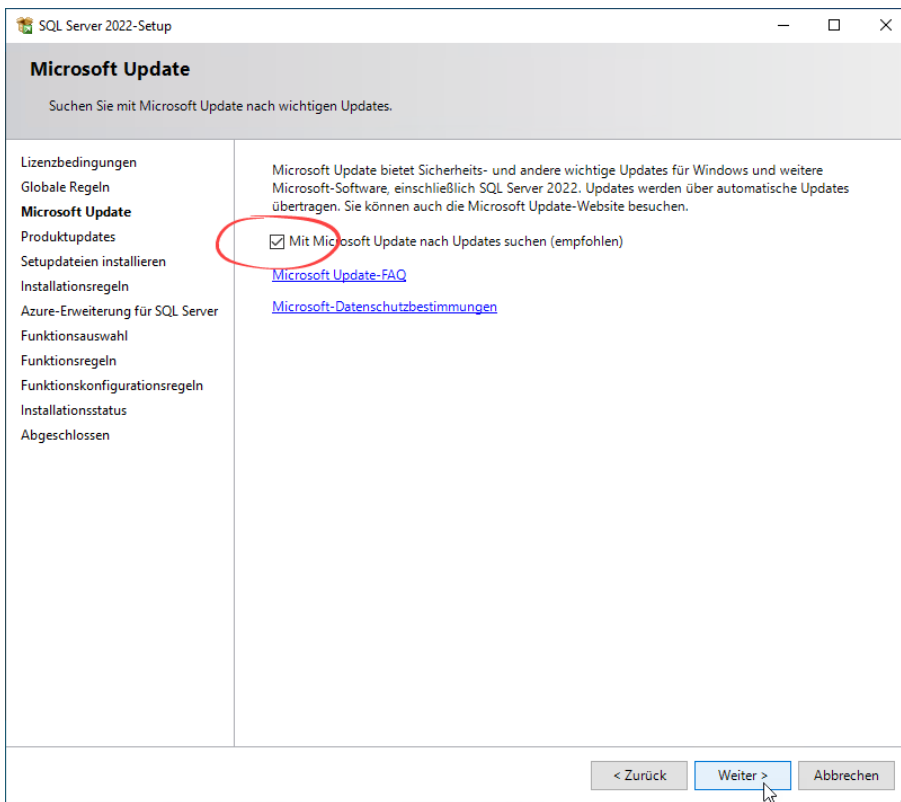 SQL Server 2022-Setup
Microsoft Update
Suchen Sie mit Microsoft Update nach wichtigen Updates.
Lizenzbedingungen
Globale Regeln
Microsoft Update
Produktupdates
Setupdateien installieren
Installationsregeln
Azure-Erweiterung für SQL Server
Funktionsauswahl
Funktionsregeln
Funktionskonfigurationsregeln
Installationsstatus
Abgeschlossen
Microsoft Update bietet Sicherheits- und andere wichtige Updates für Windows und weitere
Microsoft-Software, einschließlich SQL Server 2022. Updates werden über automatische Updates
übertragen. Sie können auch die Microsoft Update-Website besuchen.
Mit Microsoft Update nach Updates suchen (empfohlen)
Microsoft Update-FAQ
Microsoft-Datenschutzbestimmungen
< Zurück
Weiter >
Abbrechen